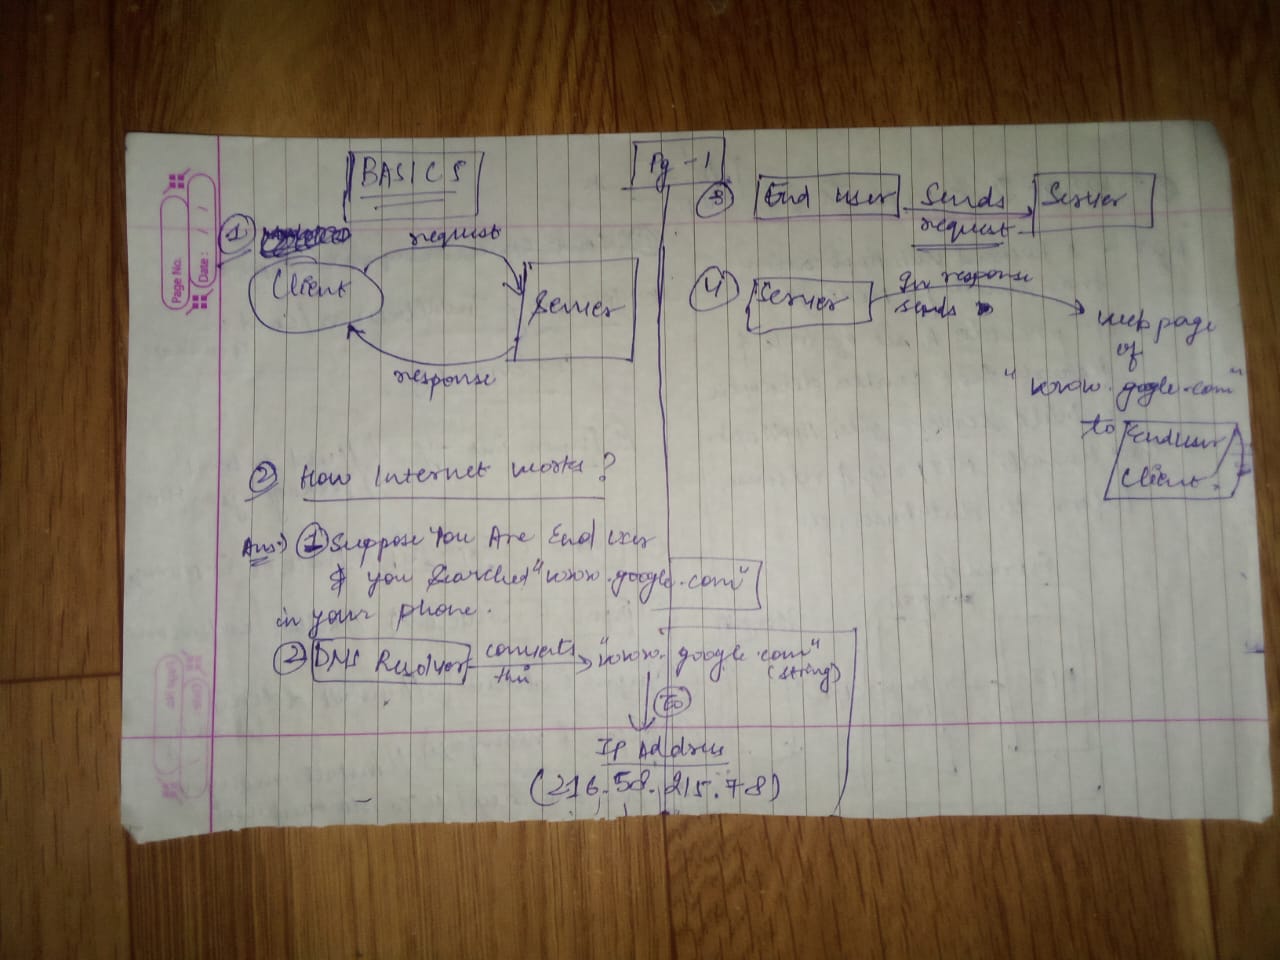 BASICS
Pg -1
Page No.
Date : / /
1
request
Client
Server
response
2 How Internet works?
Ans:) 1 Suppose You Are End user
& you Searched "www.google.com"
in your phone.
2 DNS Resolver converts this "www.google.com"
(string)
To
IP Address
(216.58.215.78)
3 End user Sends request Server
4 Server In response
sends
webpage
of
"www.google.com"
to End user
Client.